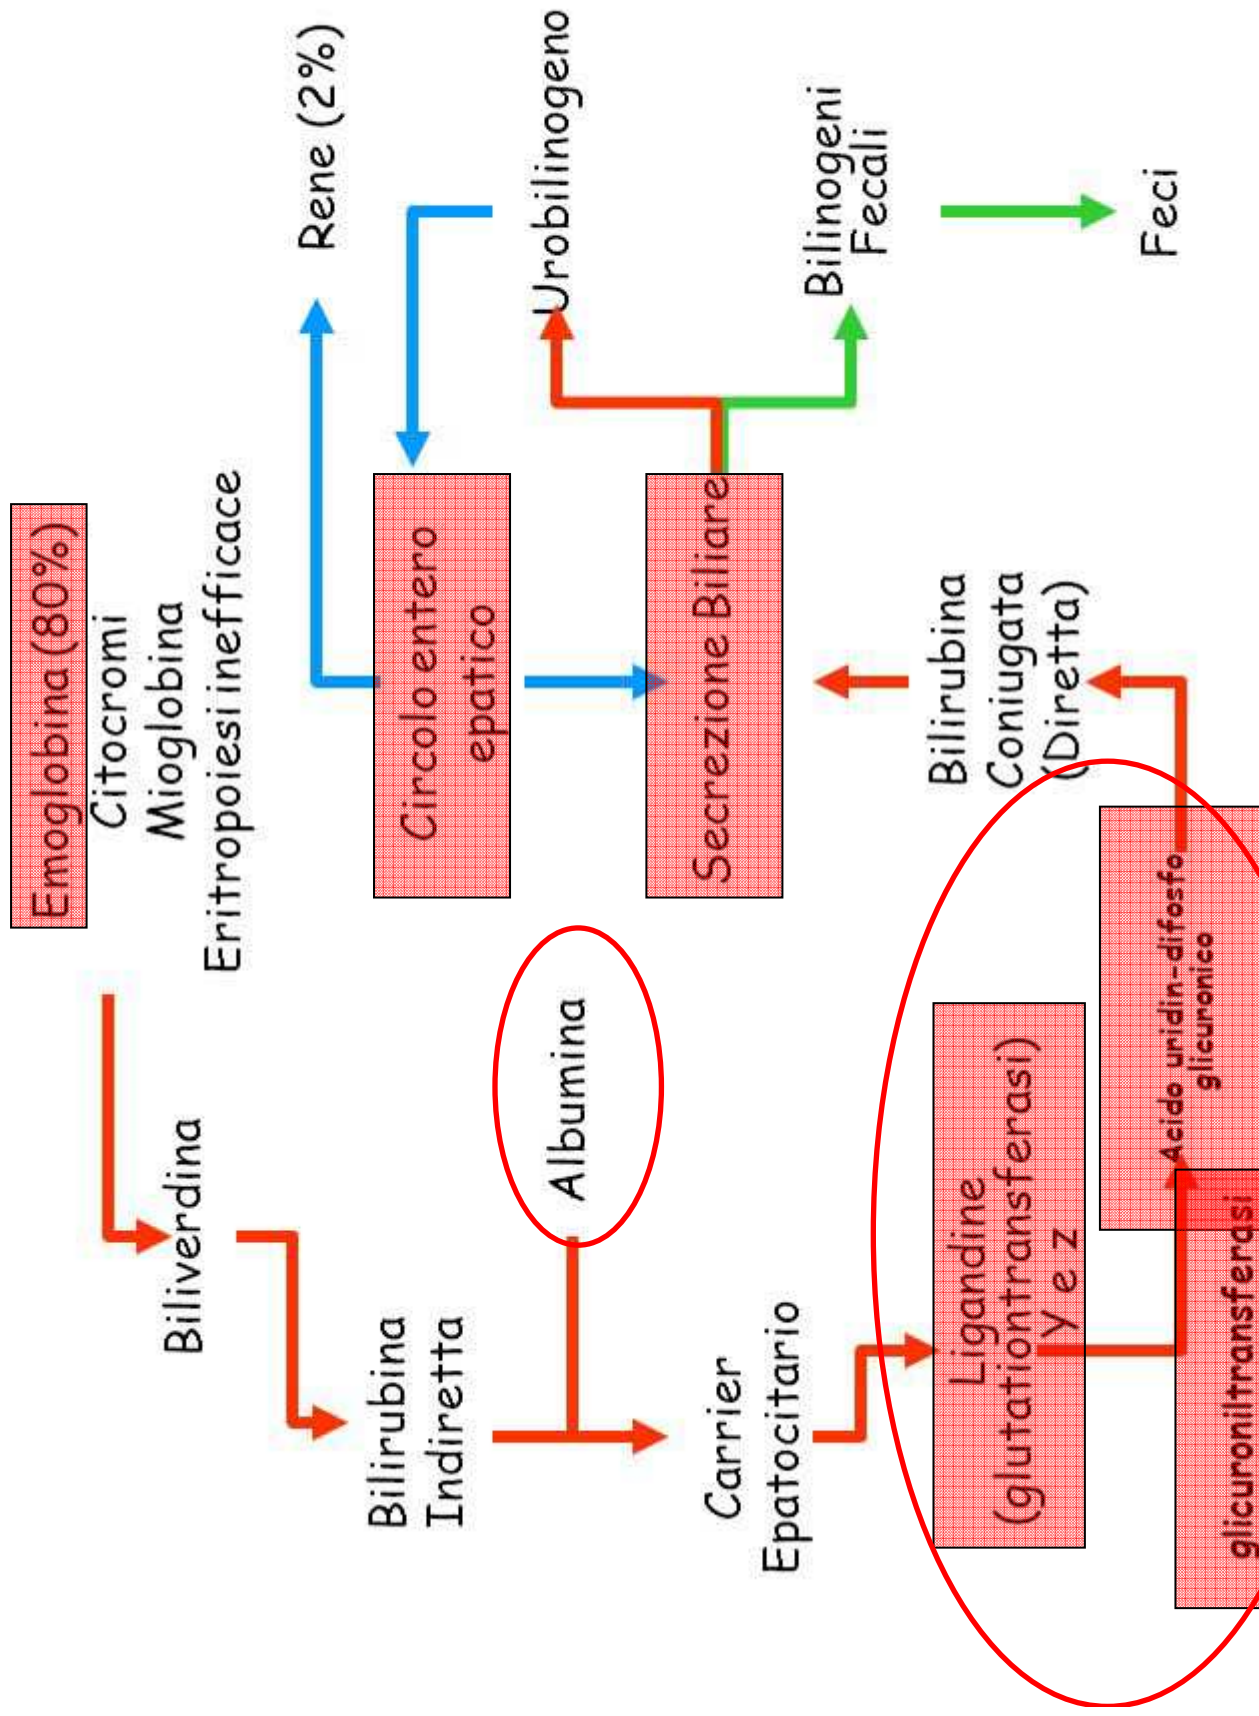 Emoglobina (80%)
Citocromi
Mioglobina
Eritropoiesi inefficace
Biliverdina
Bilirubina
Indiretta
Albumina
Carrier
Epatocitario
Ligandine
(glutationtransferasi)
y e z
glicuroniltransferasi
Acido uridin-difosfo
glicuronico
Bilirubina
Coniugata
(Diretta)
Secrezione Biliare
Circolo entero
epatico
Rene (2%)
Urobilinogeno
Bilinogeni
Fecali
Feci